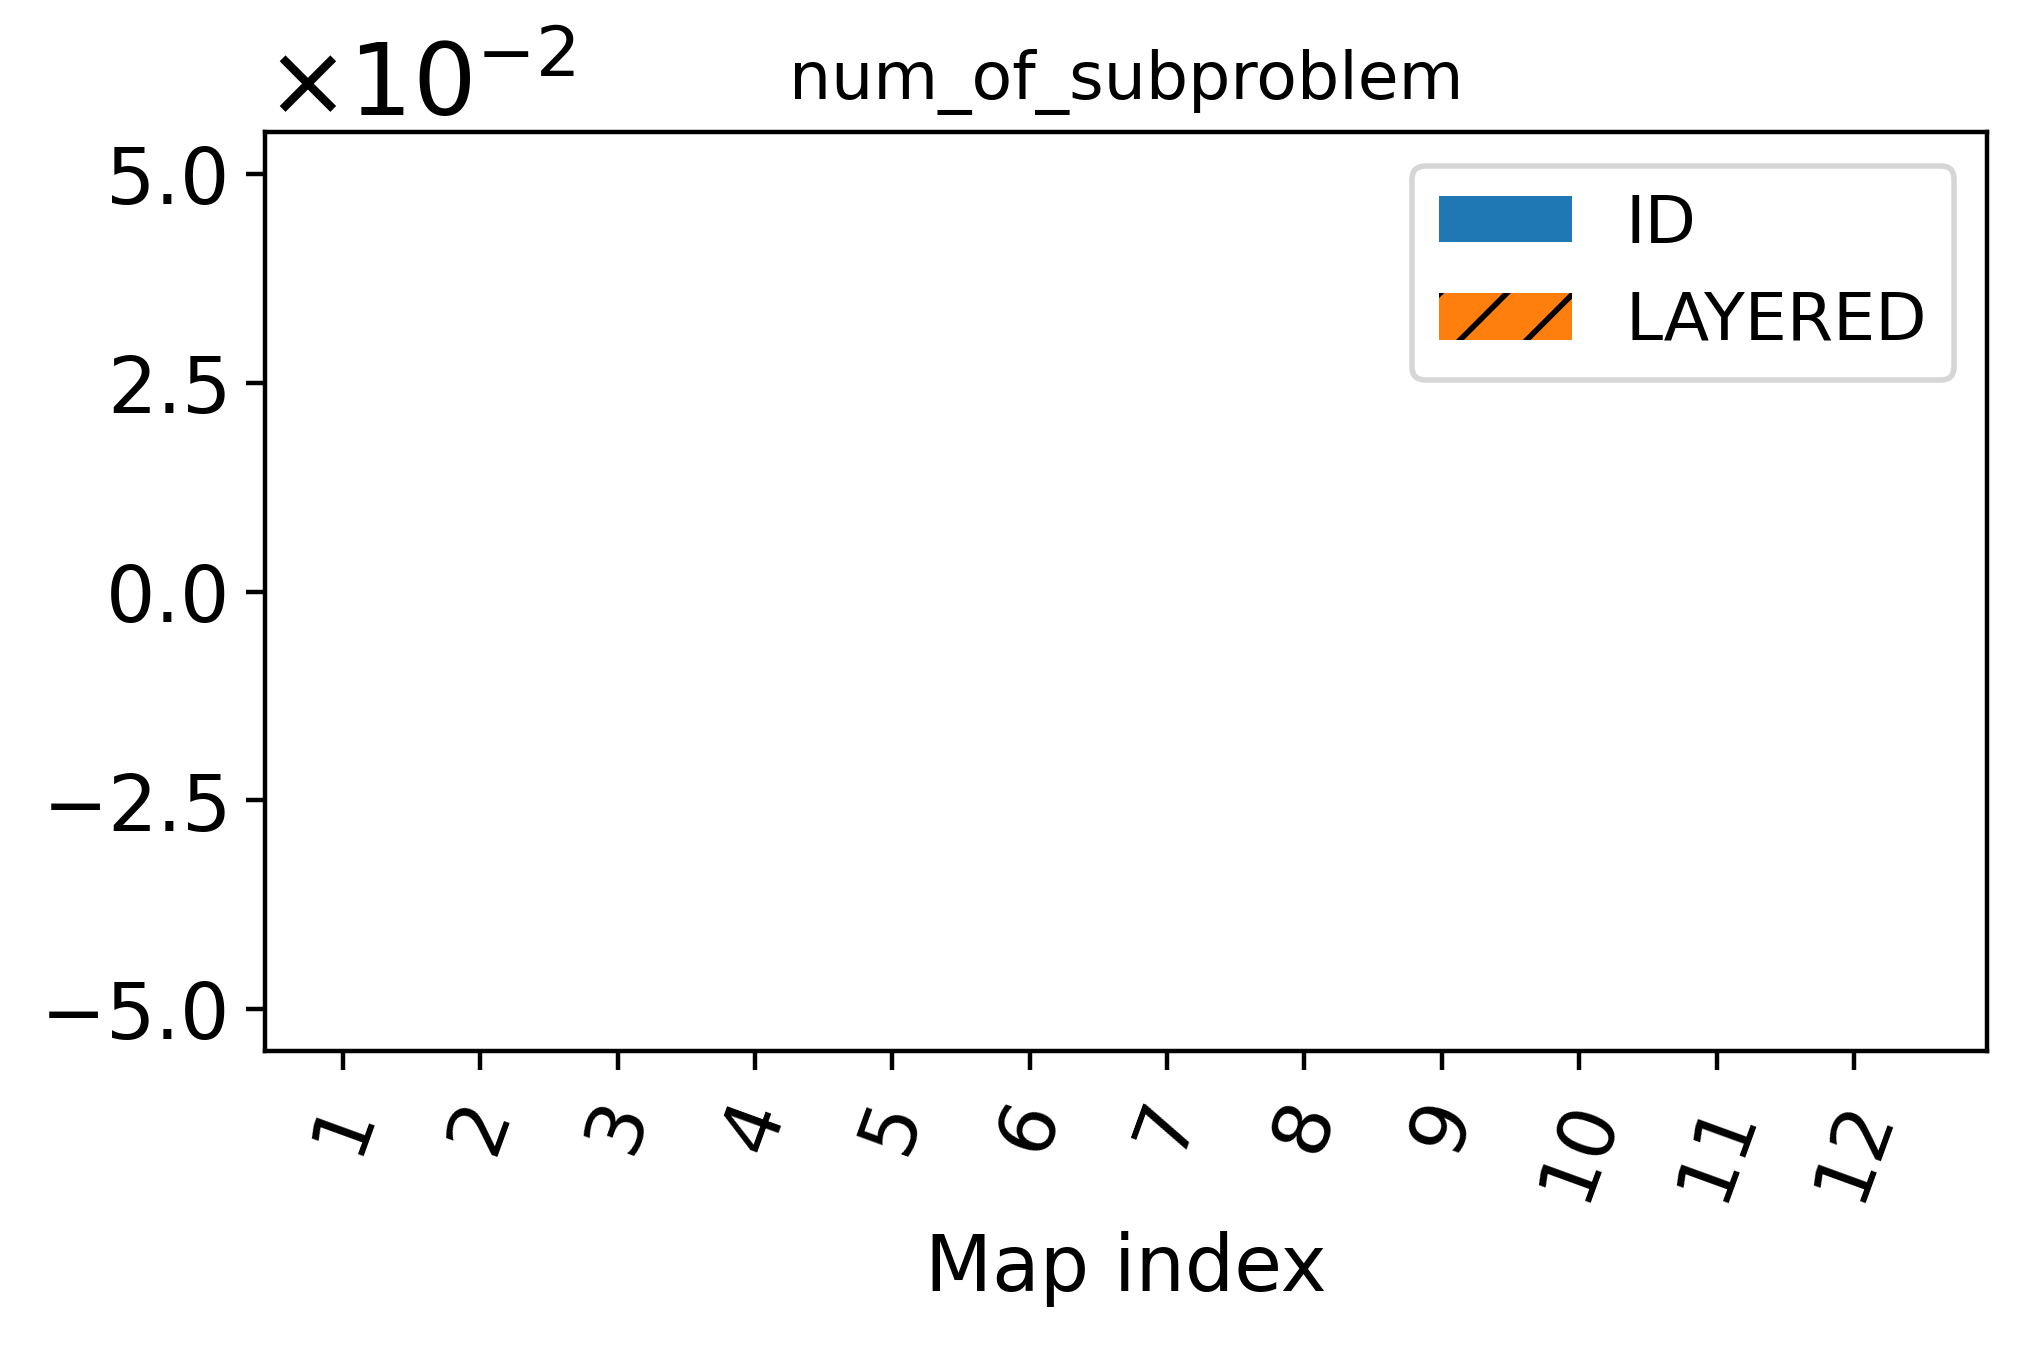 ×10⁻²
num_of_subproblem
5.0
2.5
0.0
−2.5
−5.0
ID
LAYERED
1 2 3 4 5 6 7 8 9 10 11 12
Map index